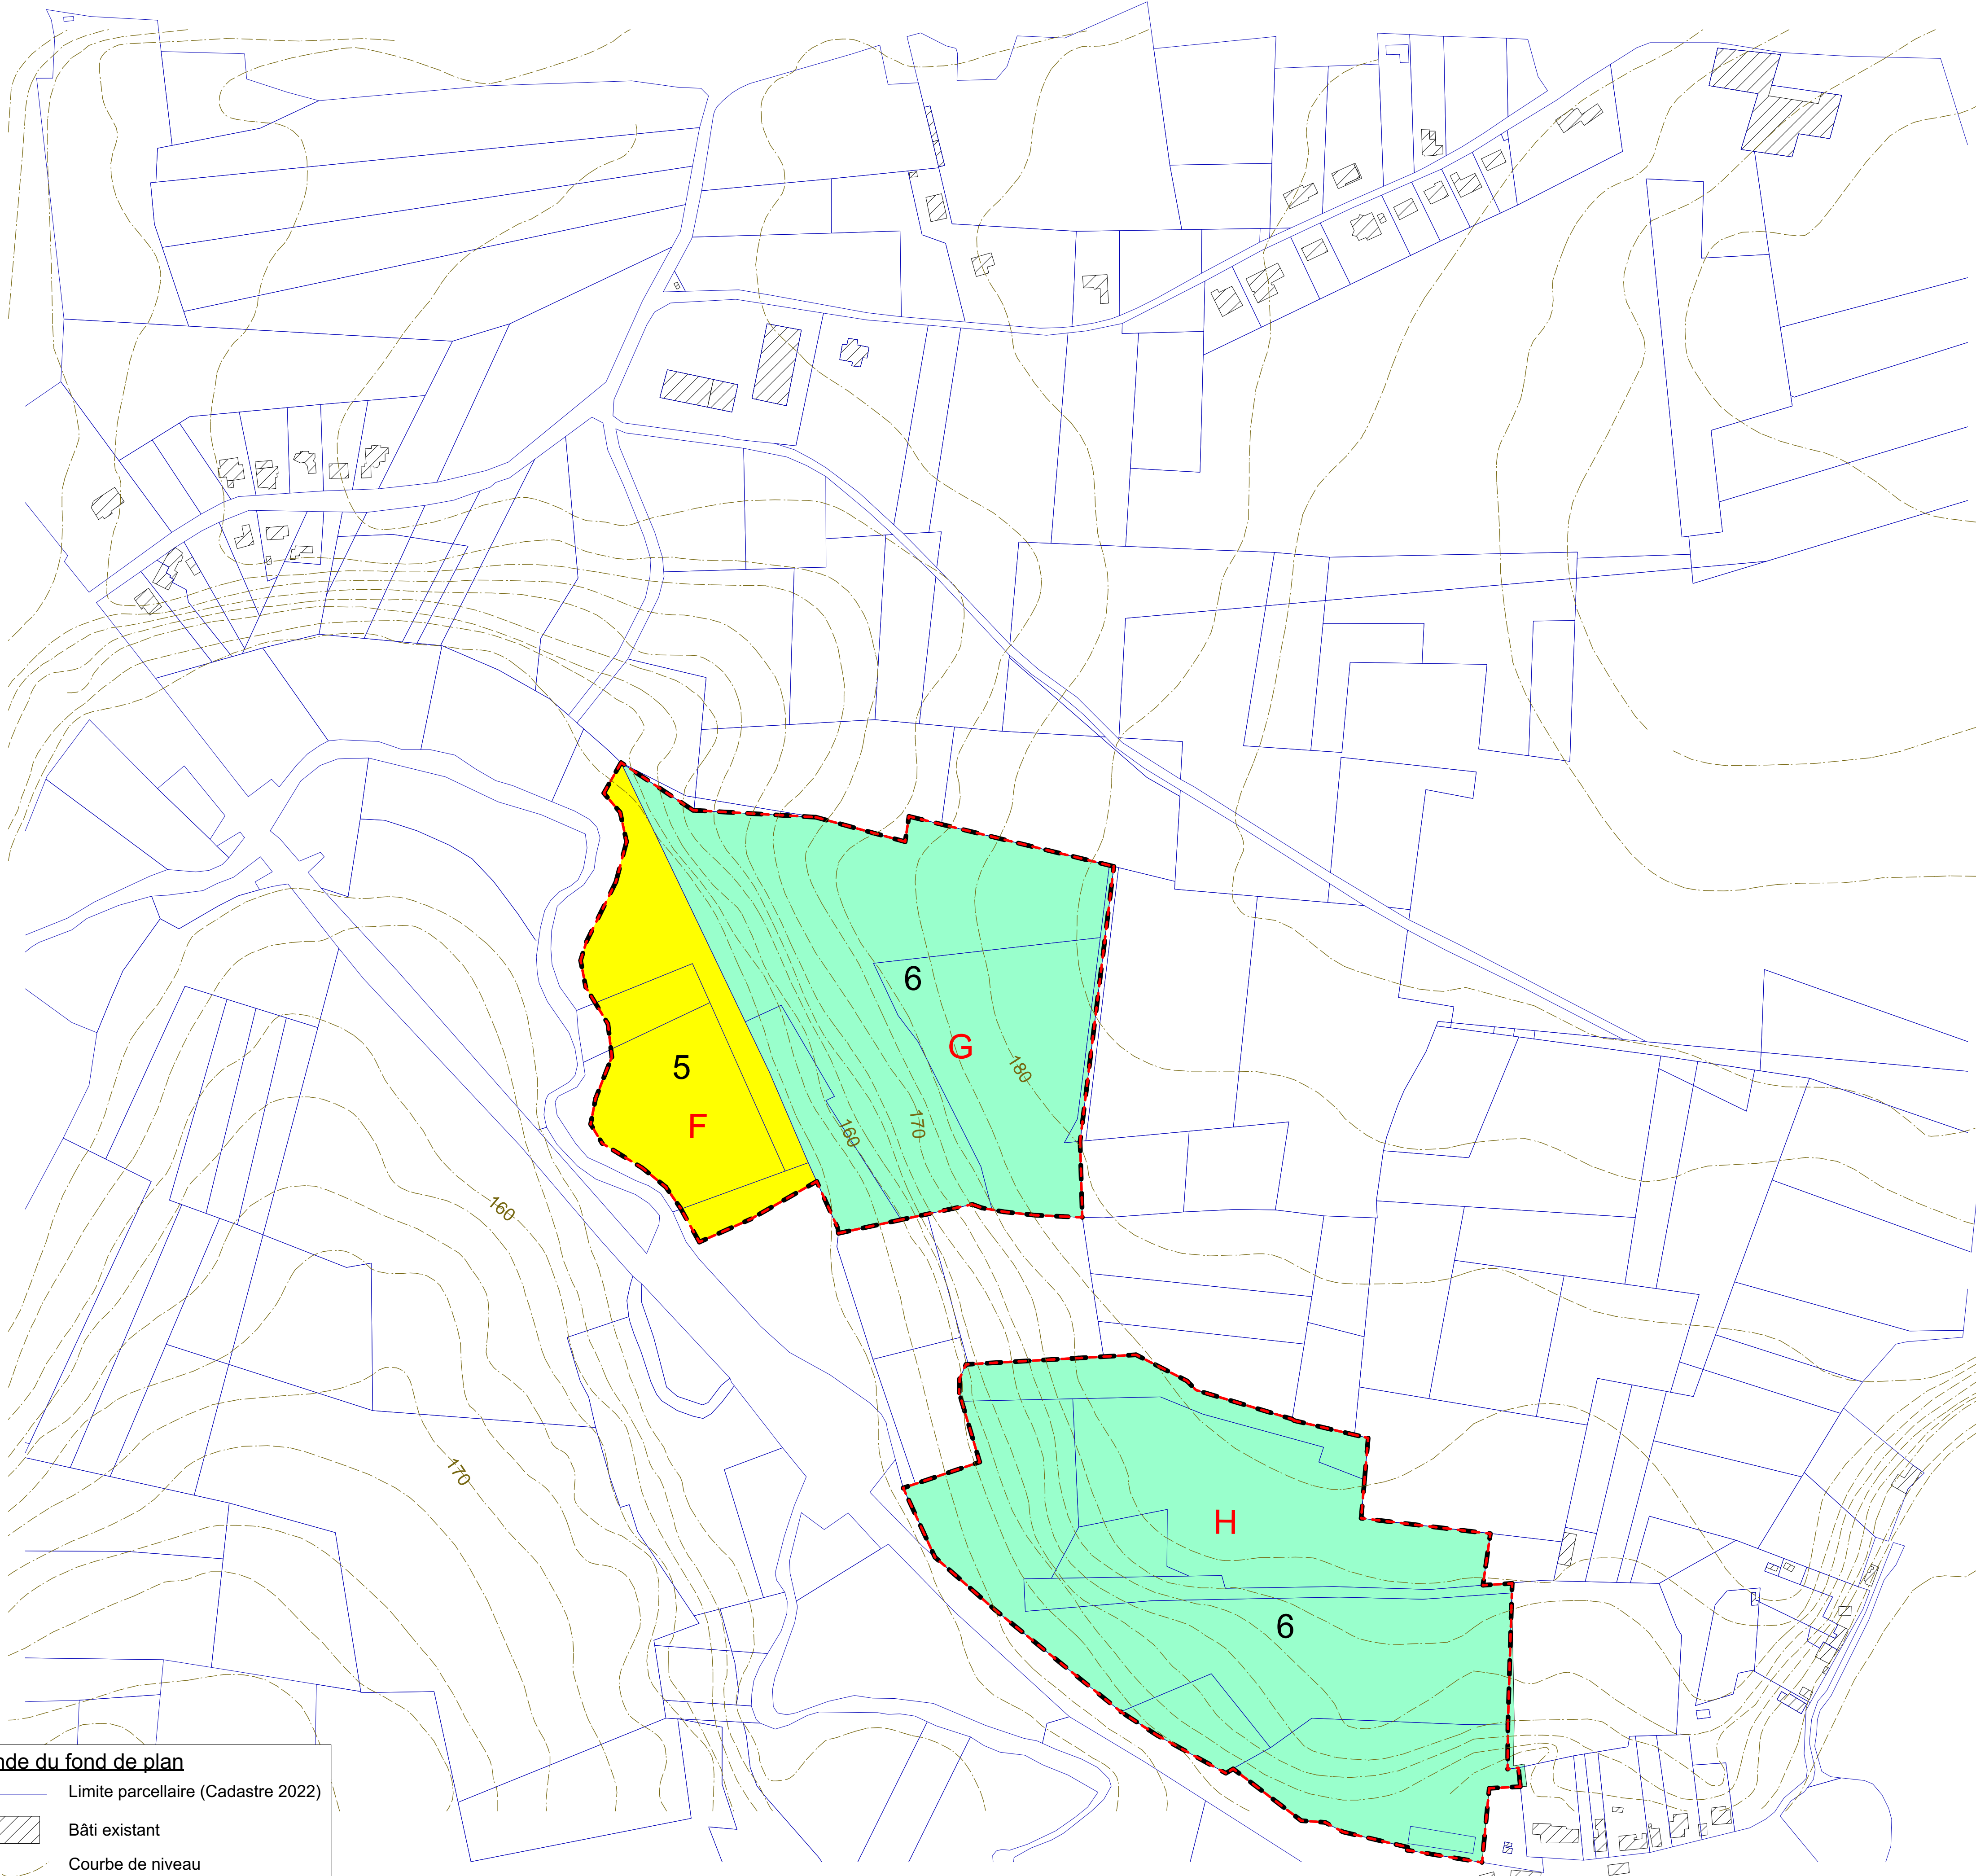 6
G
180
5
F
160
170
160
H
170
6
nde du fond de plan
Limite parcellaire (Cadastre 2022)
Bâti existant
Courbe de niveau